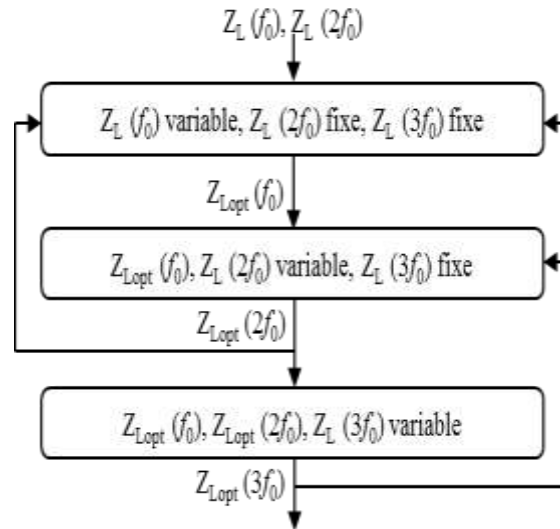 Z_L (f_0), Z_L (2f_0)
Z_L (f_0) variable, Z_L (2f_0) fixe, Z_L (3f_0) fixe
Z_Lopt (f_0)
Z_Lopt (f_0), Z_L (2f_0) variable, Z_L (3f_0) fixe
Z_Lopt (2f_0)
Z_Lopt (f_0), Z_Lopt (2f_0), Z_L (3f_0) variable
Z_Lopt (3f_0)